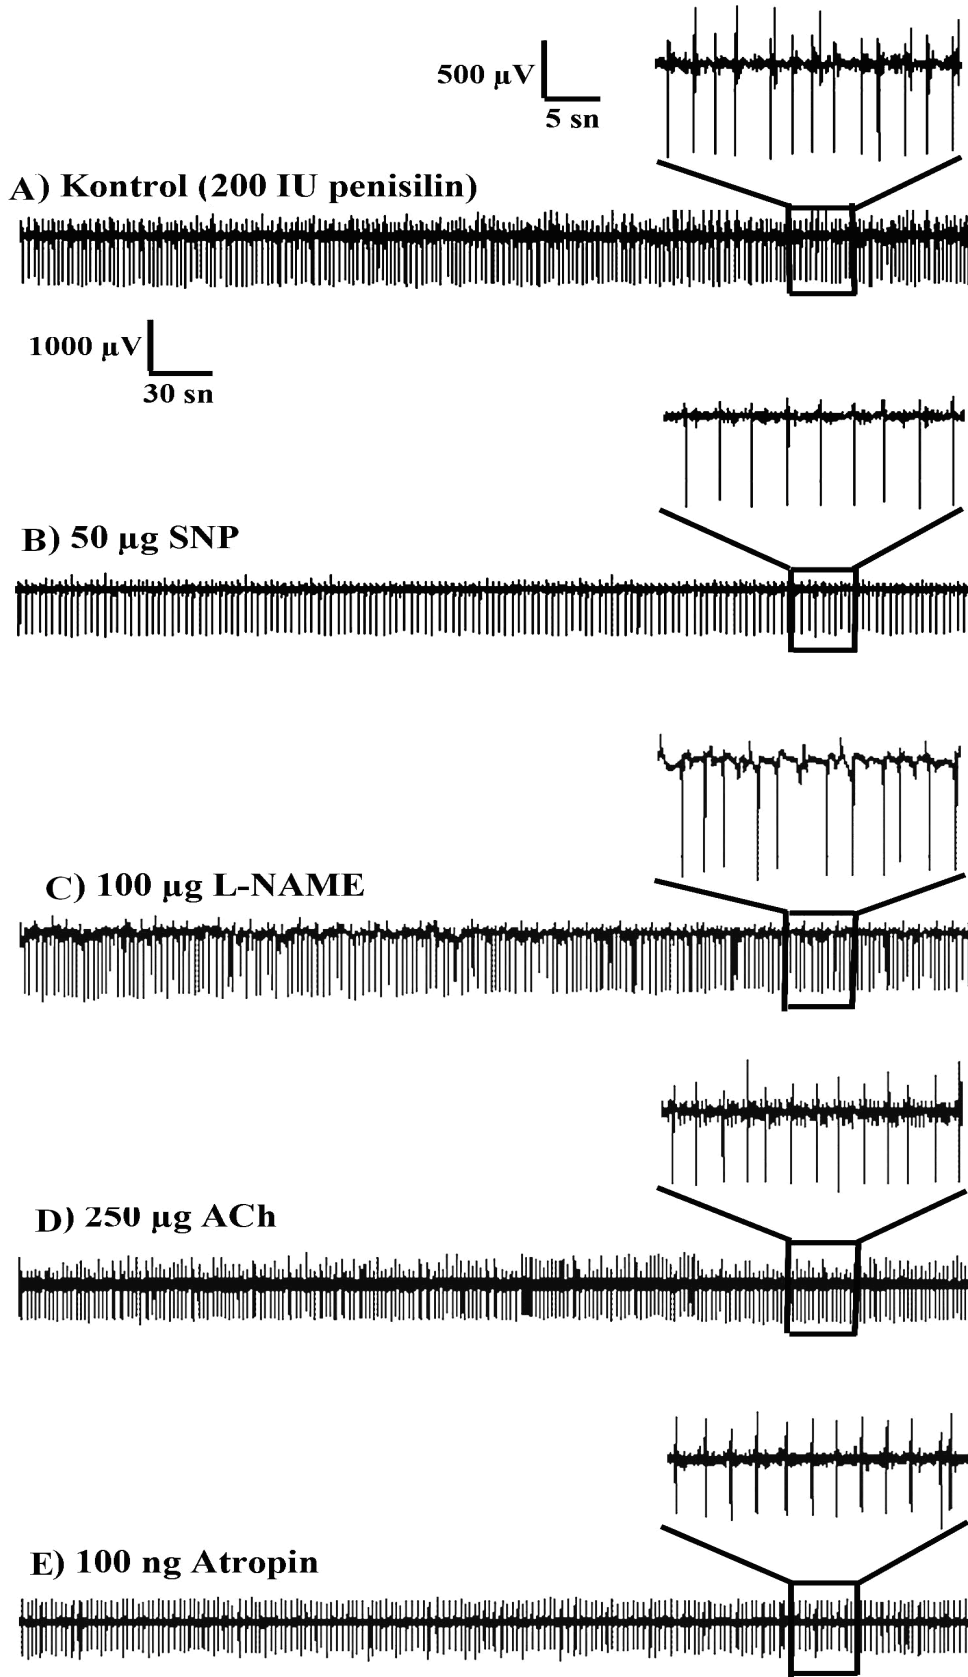 500 µV
5 sn
A) Kontrol (200 IU penisilin)
1000 µV
30 sn
B) 50 µg SNP
C) 100 µg L-NAME
D) 250 µg ACh
E) 100 ng Atropin